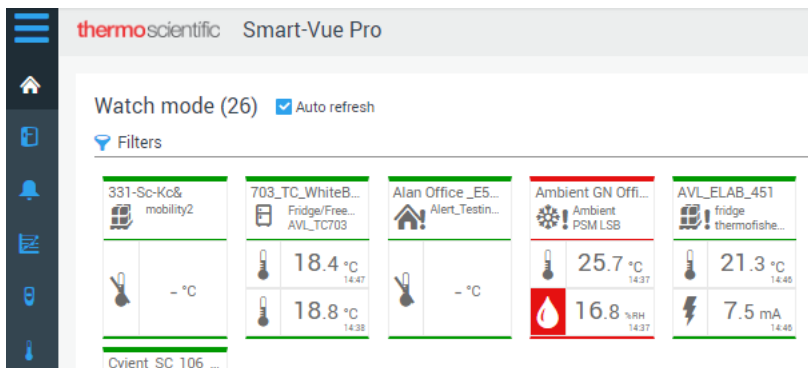 thermo scientific Smart-Vue Pro
Watch mode (26) Auto refresh
Filters
331-Sc-Kc&
mobility2
- °C
703_TC_WhiteB...
Fridge/Free...
AVL_TC703
18.4 °C
14:47
18.8 °C
14:38
Alan Office _E5...
Alert_Testin...
- °C
Ambient GN Offi...
Ambient
PSM LSB
25.7 °C
14:37
16.8 %RH
14:37
AVL_ELAB_451
fridge
thermofishe...
21.3 °C
14:46
7.5 mA
14:46
Cyient_SC_106_...